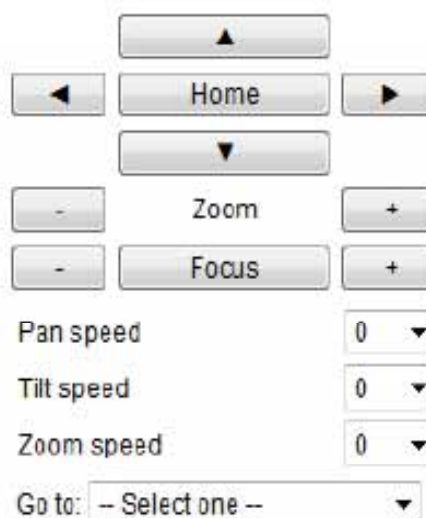 ▲
◄ Home ►
▼
- Zoom +
- Focus +
Pan speed 0
Tilt speed 0
Zoom speed 0
Go to: -- Select one --